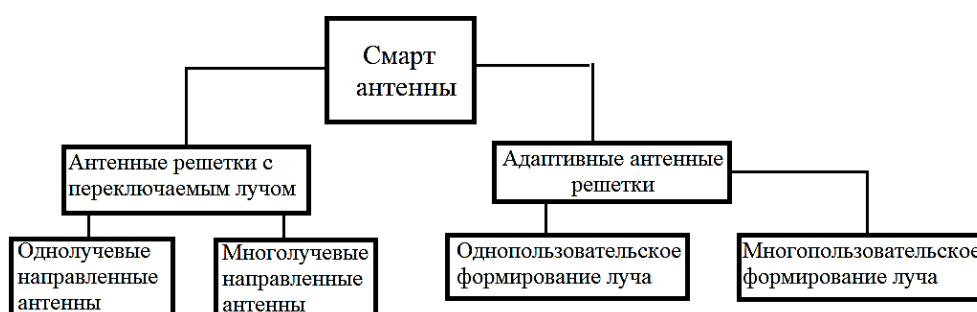 Смарт
антенны
Антенные решетки с
переключаемым лучом
Адаптивные антенные
решетки
Однолучевые
направленные
антенны
Многолучевые
направленные
антенны
Однопользовательское
формирование луча
Многопользовательское
формирование луча